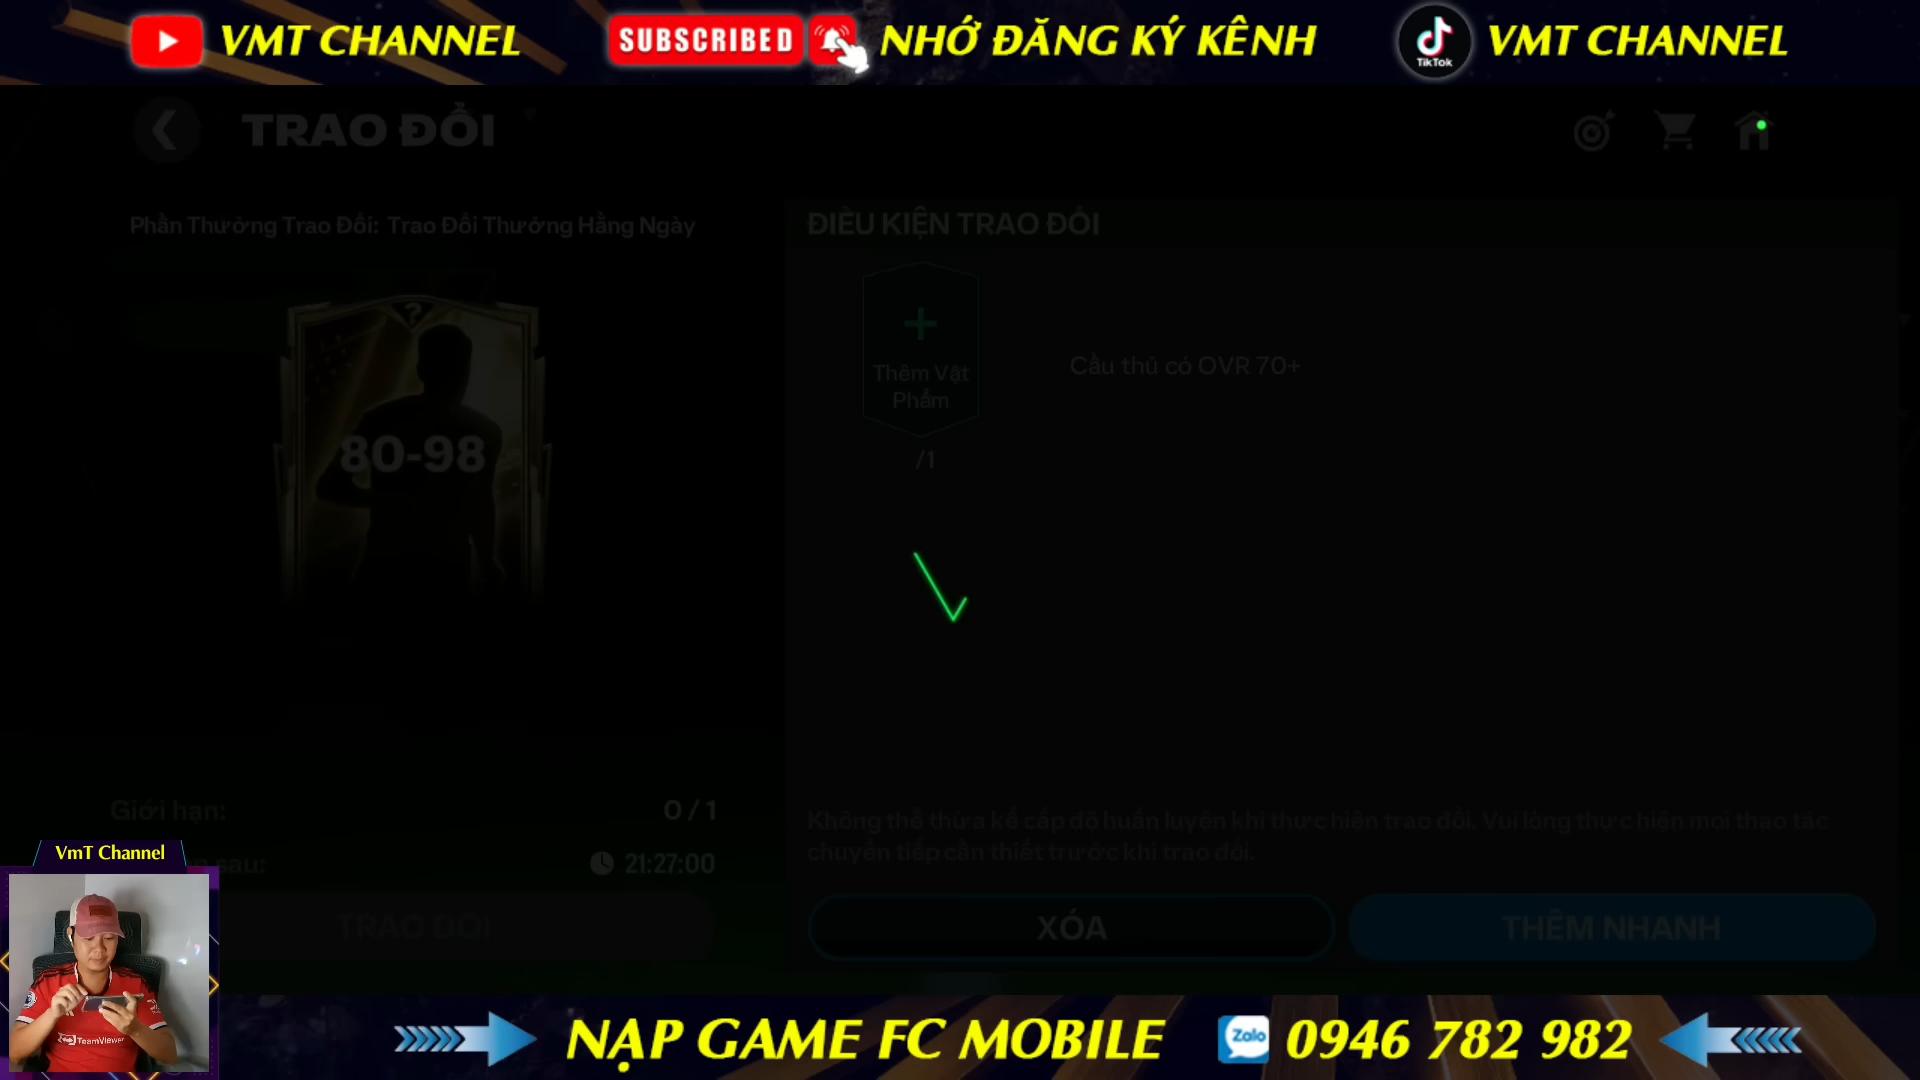 VMT CHANNEL
SUBSCRIBED
NHỚ ĐĂNG KÝ KÊNH
TikTok
VMT CHANNEL
TRAO ĐỔI
Phần Thưởng Trao Đổi: Trao Đổi Thưởng Hằng Ngày
?
80-98
Giới hạn:
0 / 1
sau:
21:27:00
TRAO ĐỔI
ĐIỀU KIỆN TRAO ĐỔI
Thêm Vật
Phẩm
/1
Cầu thủ có OVR 70+
Không thể thừa kế cấp độ huấn luyện khi thực hiện trao đổi. Vui lòng thực hiện mọi thao tác
chuyển tiếp cần thiết trước khi trao đổi.
XÓA
THÊM NHANH
VmT Channel
TeamViewer
NẠP GAME FC MOBILE
Zalo
0946 782 982